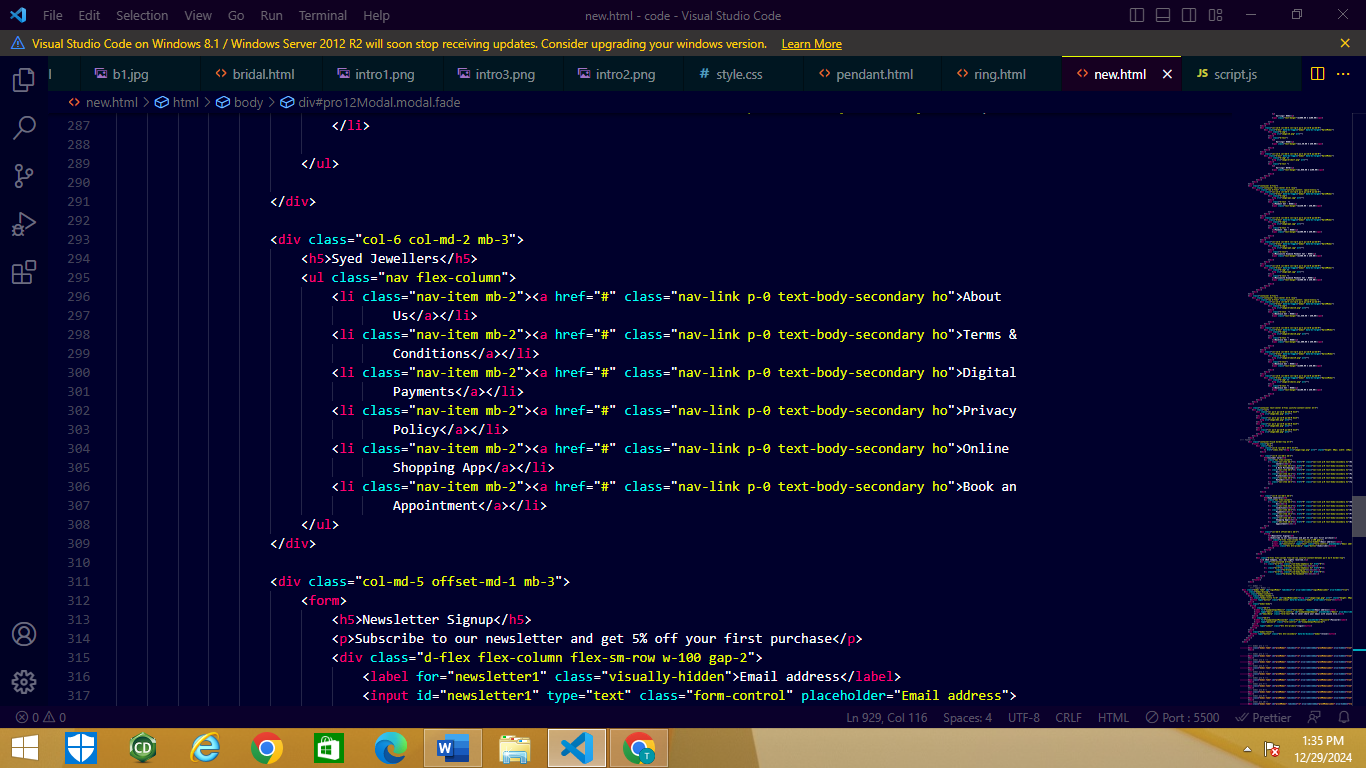 File Edit Selection View Go Run Terminal Help new.html - code - Visual Studio Code
Visual Studio Code on Windows 8.1 / Windows Server 2012 R2 will soon stop receiving updates. Consider upgrading your windows version. Learn More
b1.jpg <> bridal.html intro1.png intro3.png intro2.png # style.css <> pendant.html <> ring.html <> new.html JS script.js
<> new.html > html > body > div#pro12Modal.modal.fade
287 </li>
288
289 </ul>
290
291 </div>
292
293 <div class="col-6 col-md-2 mb-3">
294 <h5>Syed Jewellers</h5>
295 <ul class="nav flex-column">
296 <li class="nav-item mb-2"><a href="#" class="nav-link p-0 text-body-secondary ho">About
297 Us</a></li>
298 <li class="nav-item mb-2"><a href="#" class="nav-link p-0 text-body-secondary ho">Terms &
299 Conditions</a></li>
300 <li class="nav-item mb-2"><a href="#" class="nav-link p-0 text-body-secondary ho">Digital
301 Payments</a></li>
302 <li class="nav-item mb-2"><a href="#" class="nav-link p-0 text-body-secondary ho">Privacy
303 Policy</a></li>
304 <li class="nav-item mb-2"><a href="#" class="nav-link p-0 text-body-secondary ho">Online
305 Shopping App</a></li>
306 <li class="nav-item mb-2"><a href="#" class="nav-link p-0 text-body-secondary ho">Book an
307 Appointment</a></li>
308 </ul>
309 </div>
310
311 <div class="col-md-5 offset-md-1 mb-3">
312 <form>
313 <h5>Newsletter Signup</h5>
314 <p>Subscribe to our newsletter and get 5% off your first purchase</p>
315 <div class="d-flex flex-column flex-sm-row w-100 gap-2">
316 <label for="newsletter1" class="visually-hidden">Email address</label>
317 <input id="newsletter1" type="text" class="form-control" placeholder="Email address">
0 0 Ln 929, Col 116 Spaces: 4 UTF-8 CRLF HTML Port : 5500 Prettier
CD W T
1:35 PM
12/29/2024